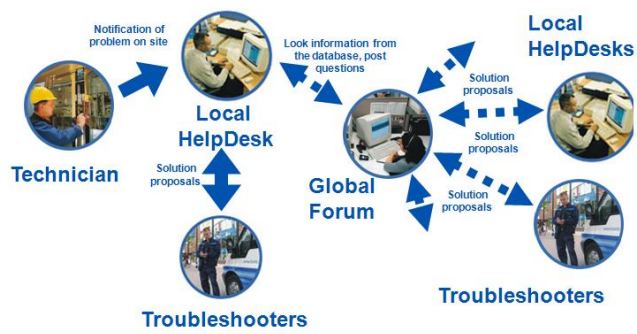 Notification of
problem on site
Technician
Local
HelpDesk
Look information from
the database, post
questions
Solution
proposals
Troubleshooters
Global
Forum
Local
HelpDesks
Solution
proposals
Solution
proposals
Solution
proposals
Troubleshooters